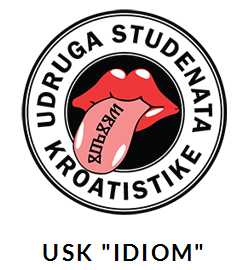 UDRUGA STUDENATA
KROATISTIKE
USK "IDIOM"